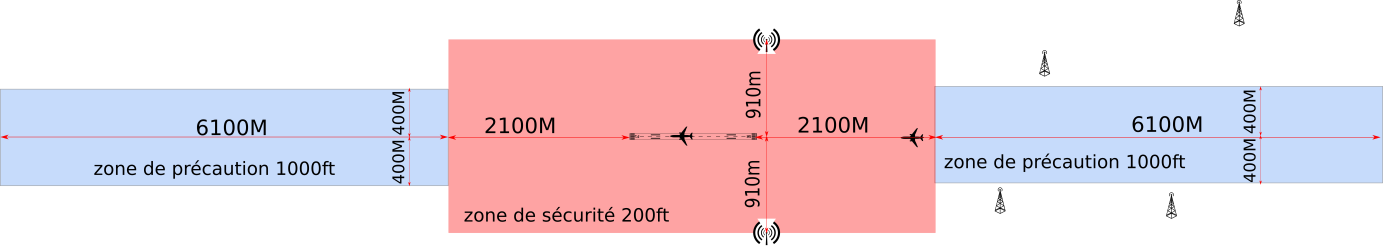 6100M
400M
400M
zone de précaution 1000ft
2100M
910m
910m
2100M
zone de sécurité 200ft
6100M
400M
400M
zone de précaution 1000ft